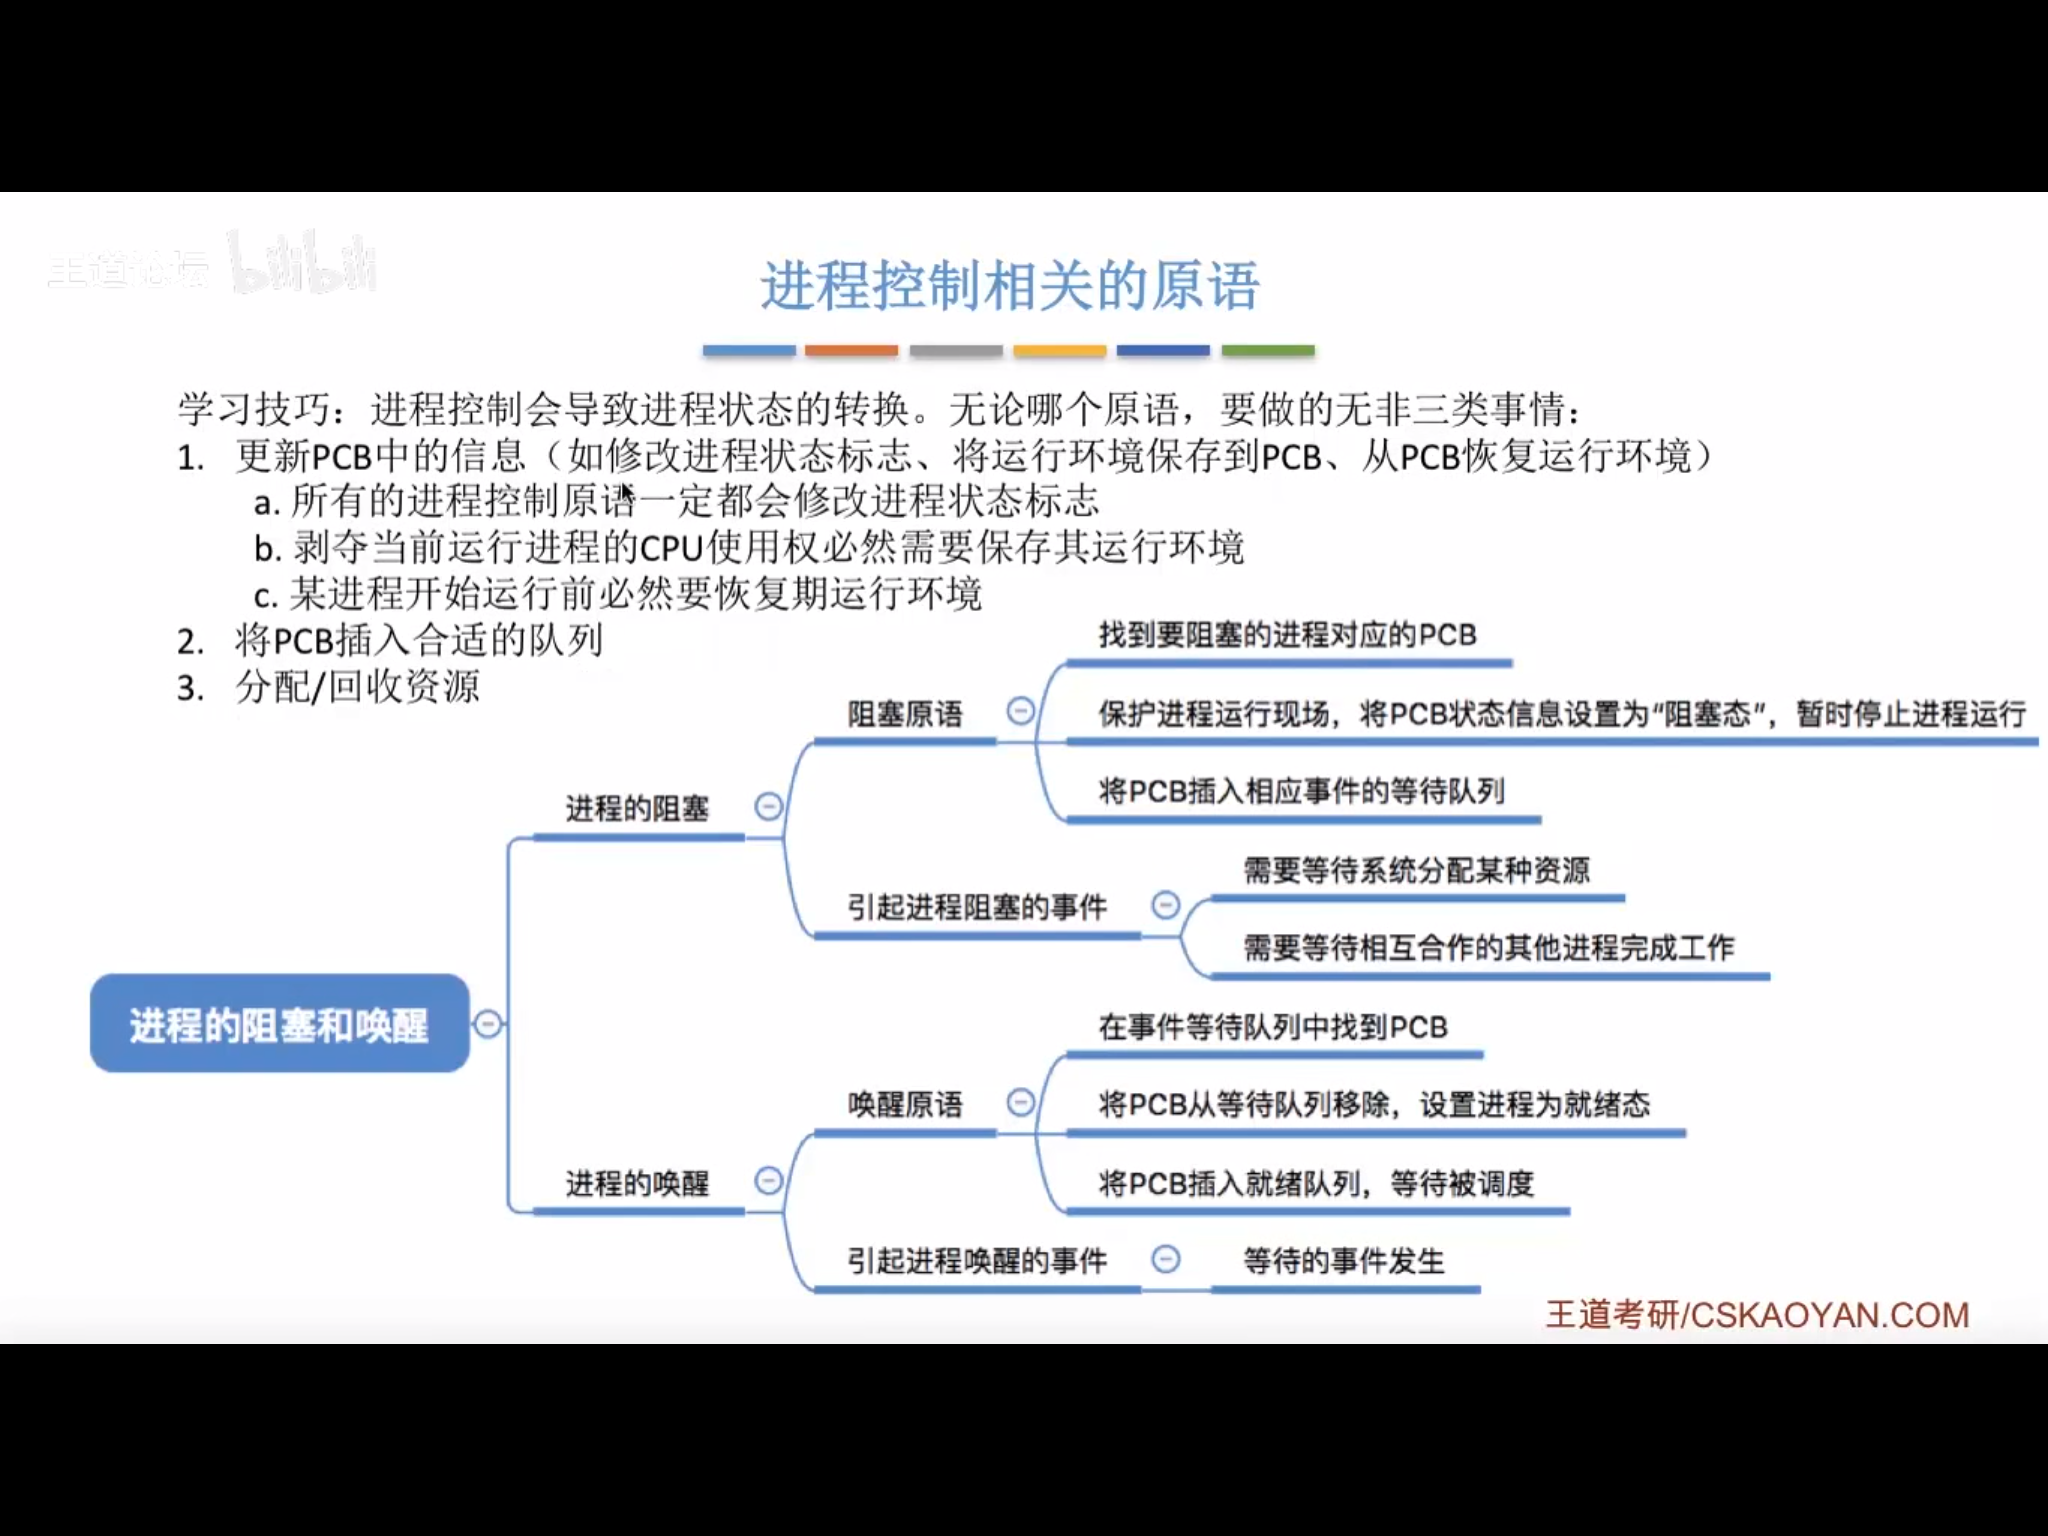 王道论坛 bilibili
进程控制相关的原语
学习技巧：进程控制会导致进程状态的转换。无论哪个原语，要做的无非三类事情：
1. 更新PCB中的信息（如修改进程状态标志、将运行环境保存到PCB、从PCB恢复运行环境）
a. 所有的进程控制原语一定都会修改进程状态标志
b. 剥夺当前运行进程的CPU使用权必然需要保存其运行环境
c. 某进程开始运行前必然要恢复期运行环境
2. 将PCB插入合适的队列
3. 分配/回收资源
进程的阻塞和唤醒
进程的阻塞
阻塞原语
找到要阻塞的进程对应的PCB
保护进程运行现场，将PCB状态信息设置为“阻塞态”，暂时停止进程运行
将PCB插入相应事件的等待队列
引起进程阻塞的事件
需要等待系统分配某种资源
需要等待相互合作的其他进程完成工作
进程的唤醒
唤醒原语
在事件等待队列中找到PCB
将PCB从等待队列移除，设置进程为就绪态
将PCB插入就绪队列，等待被调度
引起进程唤醒的事件
等待的事件发生
王道考研/CSKAOYAN.COM